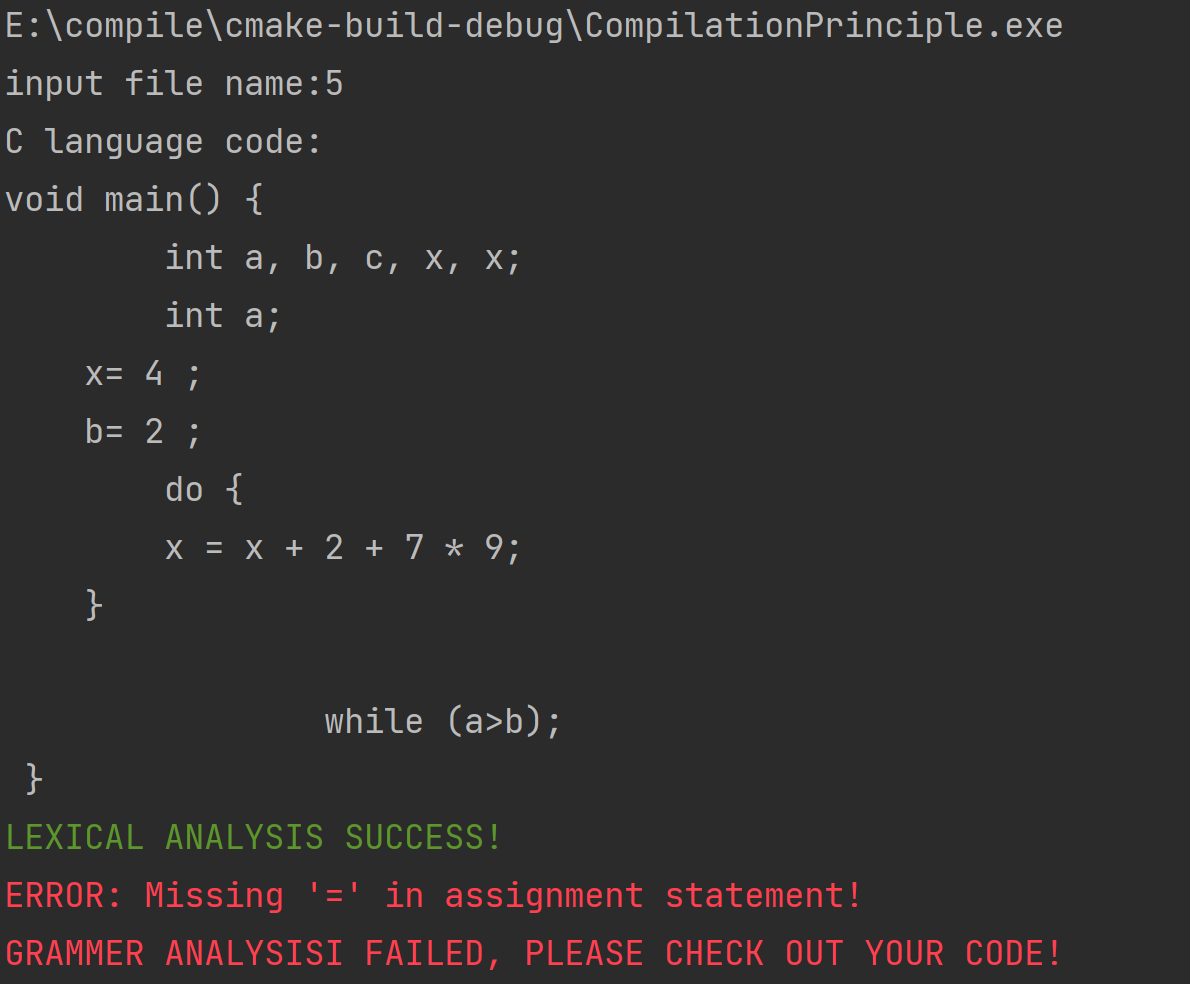 E:\compile\cmake-build-debug\CompilationPrinciple.exe
input file name:5
C language code:
void main() {
        int a, b, c, x, x;
        int a;
    x= 4 ;
    b= 2 ;
        do {
        x = x + 2 + 7 * 9;
    }

                while (a>b);
 }
LEXICAL ANALYSIS SUCCESS!
ERROR: Missing '=' in assignment statement!
GRAMMER ANALYSISI FAILED, PLEASE CHECK OUT YOUR CODE!